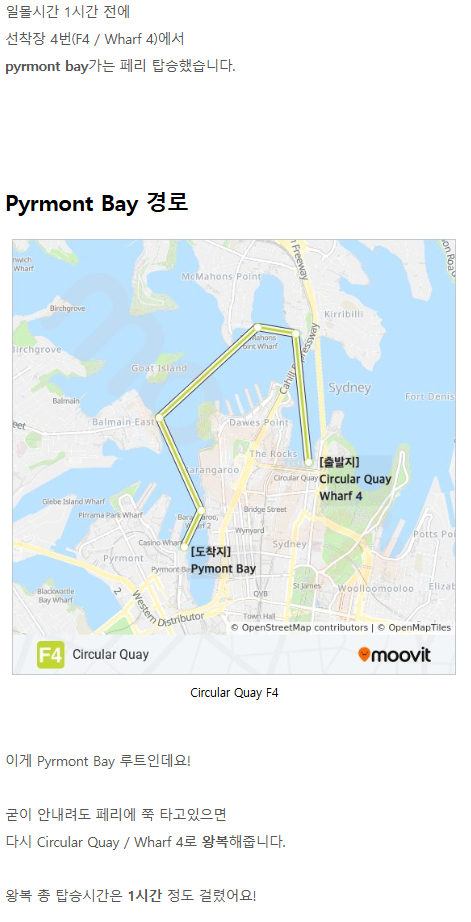 일몰시간 1시간 전에
선착장 4번(F4 / Wharf 4)에서
pyrmont bay가는 페리 탑승했습니다.
Pyrmont Bay 경로
McMahons Point
Birchgrove
Kirribilli
Goat Island
Sydney
Fort-Denis
Balmain
Balmain East
Dawes Point
The Rocks
[출발지]
Circular Quay
Circular Quay
Wharf 4
Glebe Island Wharf
Pirrama Park Wharf
Bridge Street
Wynyard
Casino Wharf
[도착지]
Pymont Bay
Pyrmont
Sydney
Potts Po
St James
Woolloomooloo
Elizab
Blackwattle
Bay Wharf
2
Western Distributor
QVB
Town Hall
© OpenStreetMap contributors | © OpenMapTiles
F4 Circular Quay
moovit
Circular Quay F4
이게 Pyrmont Bay 루트인데요!
굳이 안내려도 페리에 쭉 타고있으면
다시 Circular Quay / Wharf 4로 왕복해줍니다.
왕복 총 탑승시간은 1시간 정도 걸렸어요!